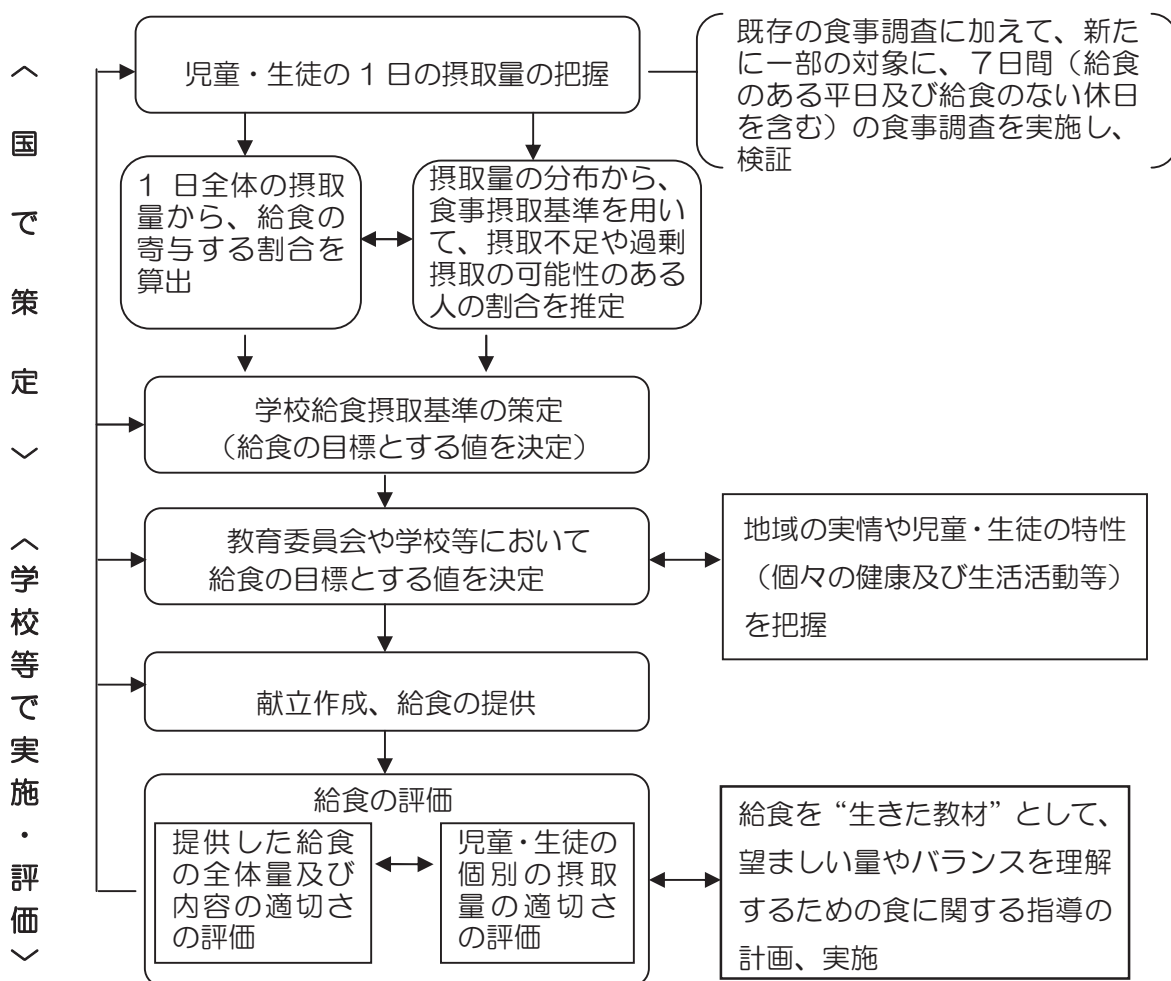 〈国で策定〉
児童・生徒の1日の摂取量の把握
既存の食事調査に加えて、新た
に一部の対象に、7日間（給食
のある平日及び給食のない休日
を含む）の食事調査を実施し、
検証
1 日全体の摂取
量から、給食の
寄与する割合を
算出
摂取量の分布から、
食事摂取基準を用い
て、摂取不足や過剰
摂取の可能性のある
人の割合を推定
学校給食摂取基準の策定
（給食の目標とする値を決定）
〈学校等で実施・評価〉
教育委員会や学校等において
給食の目標とする値を決定
地域の実情や児童・生徒の特性
（個々の健康及び生活活動等）
を把握
献立作成、給食の提供
給食の評価
提供した給食
の全体量及び
内容の適切さ
の評価
児童・生徒の
個別の摂取
量の適切さ
の評価
給食を“生きた教材”として、
望ましい量やバランスを理解
するための食に関する指導の
計画、実施